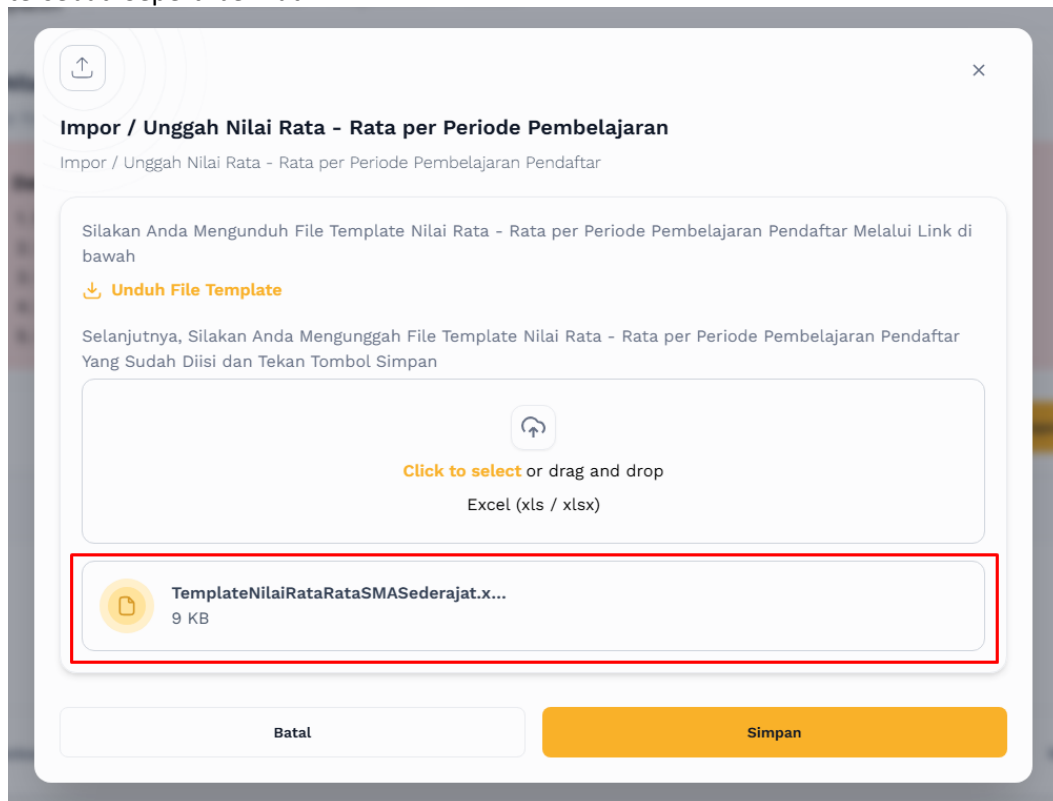 Impor / Unggah Nilai Rata - Rata per Periode Pembelajaran
Impor / Unggah Nilai Rata - Rata per Periode Pembelajaran Pendaftar
Silakan Anda Mengunduh File Template Nilai Rata - Rata per Periode Pembelajaran Pendaftar Melalui Link di
bawah
Unduh File Template
Selanjutnya, Silakan Anda Mengunggah File Template Nilai Rata - Rata per Periode Pembelajaran Pendaftar
Yang Sudah Diisi dan Tekan Tombol Simpan
Click to select or drag and drop
Excel (xls / xlsx)
TemplateNilaiRataRataSMASederajat.x...
9 KB
Batal
Simpan